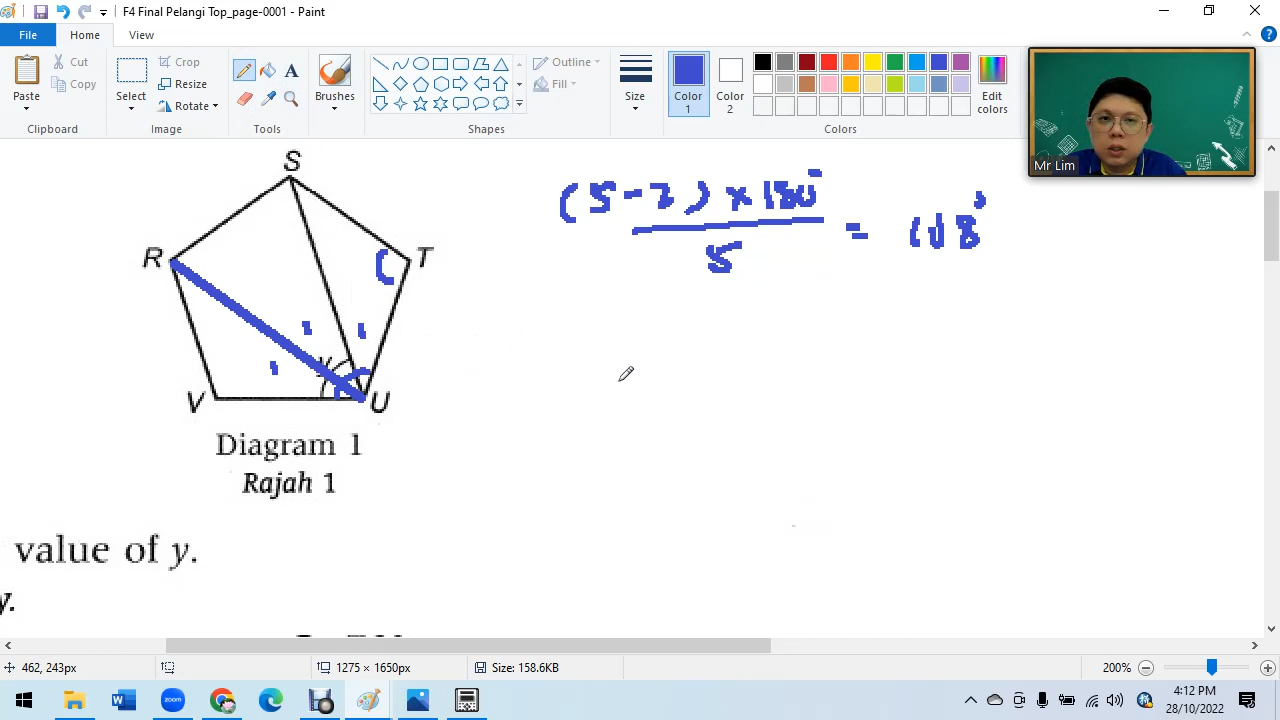 F4 Final Pelangi Top_page-0001 - Paint
File Home View
Paste
Cut
Copy
Clipboard
Select
Crop
Resize
Rotate
Image
A
Tools
Brushes
Shapes
Outline
Fill
Size
Color 1
Color 2
Edit colors
Colors
Mr Lim
S
R
T
V
U
y
Diagram 1
Rajah 1
(5-2) × 180°
5
= 108°
value of y.
y.
462, 243px
1275 × 1650px
Size: 158.6KB
200%
zoom
4:12 PM
28/10/2022